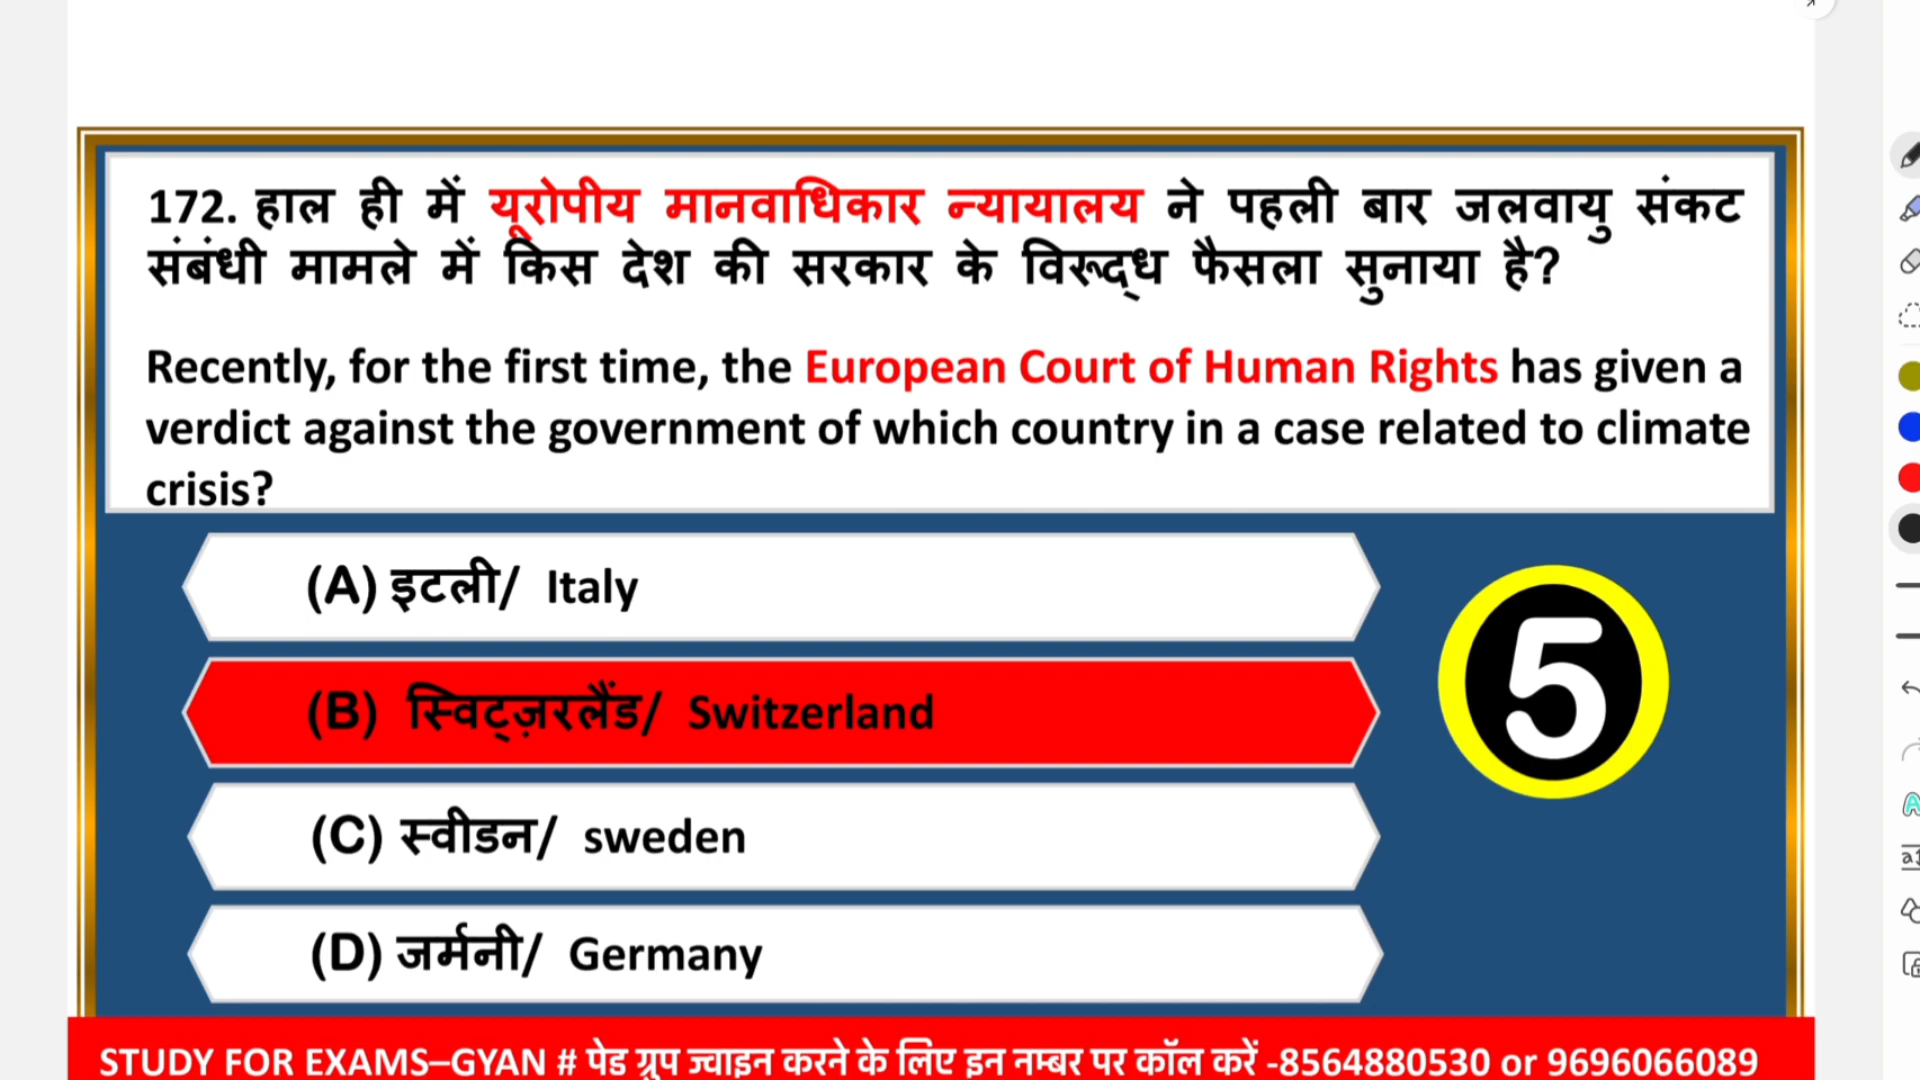 172. हाल ही में यूरोपीय मानवाधिकार न्यायालय ने पहली बार जलवायु संकट
संबंधी मामले में किस देश की सरकार के विरूद्ध फैसला सुनाया है?
Recently, for the first time, the European Court of Human Rights has given a
verdict against the government of which country in a case related to climate
crisis?
(A) इटली/ Italy
(B) स्विट्ज़रलैंड/ Switzerland
5
(C) स्वीडन/ sweden
(D) जर्मनी/ Germany
STUDY FOR EXAMS–GYAN # पेड ग्रुप ज्वाइन करने के लिए इन नम्बर पर कॉल करें -8564880530 or 9696066089